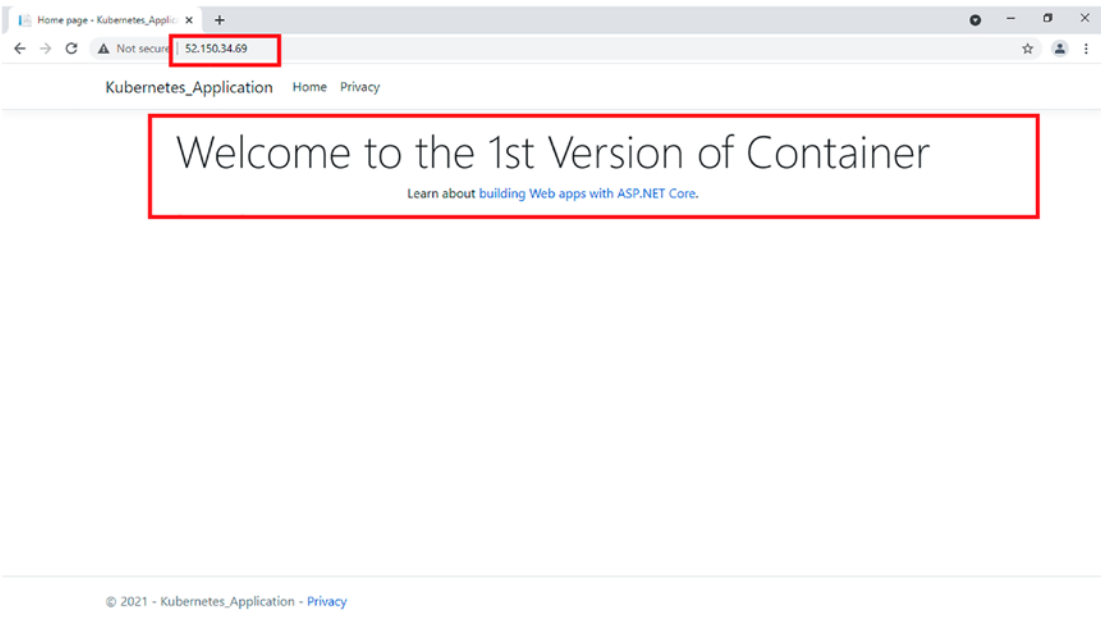 Home page - Kubernetes_Applic
Not secure | 52.150.34.69
Kubernetes_Application Home Privacy
Welcome to the 1st Version of Container
Learn about building Web apps with ASP.NET Core.
© 2021 - Kubernetes_Application - Privacy